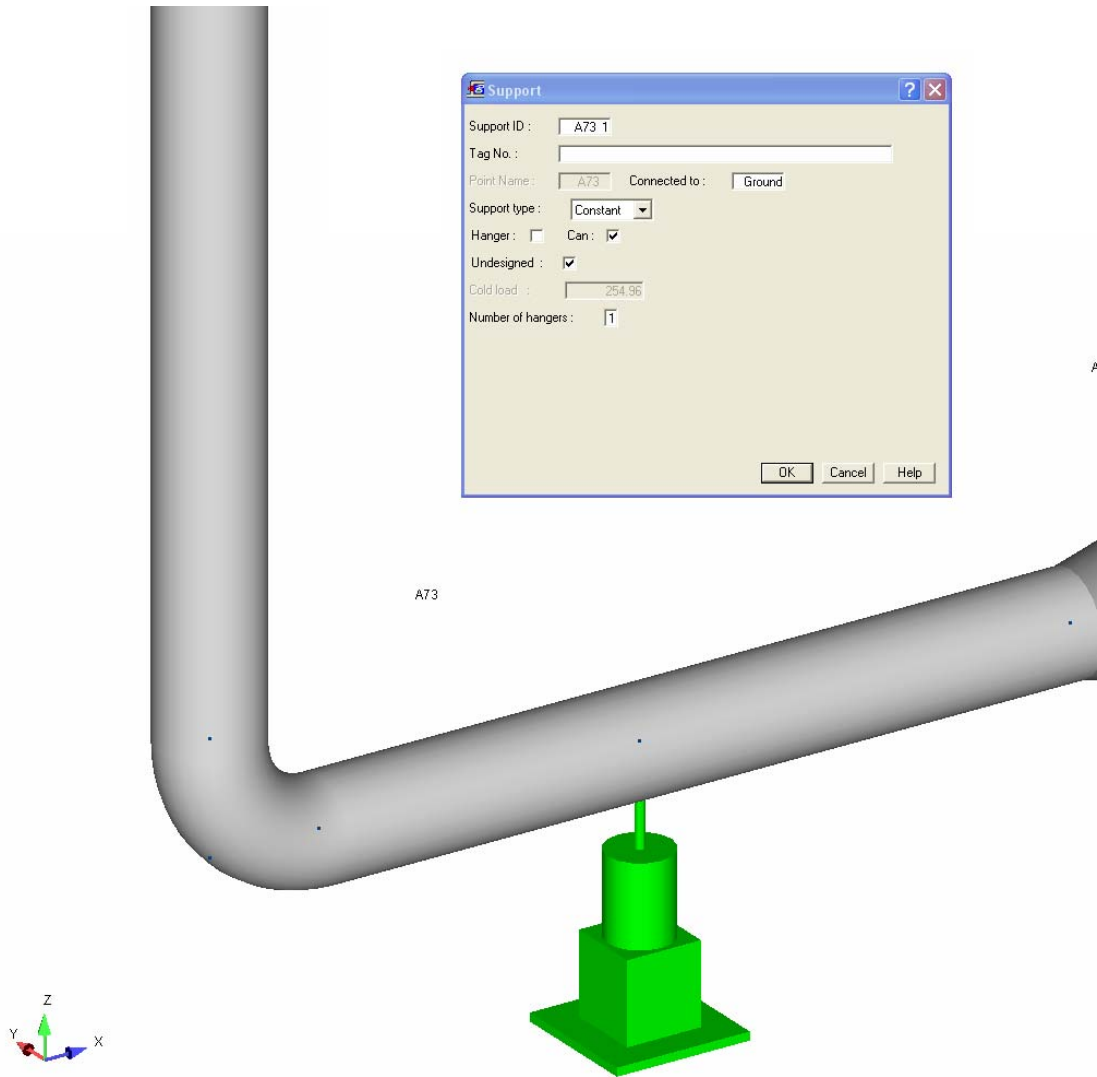 Support
Support ID : A73 1
Tag No. :
Point Name : A73 Connected to : Ground
Support type : Constant
Hanger : Can :
Undesigned :
Cold load : 254.96
Number of hangers : 1
OK Cancel Help
A
A73
Z
Y X